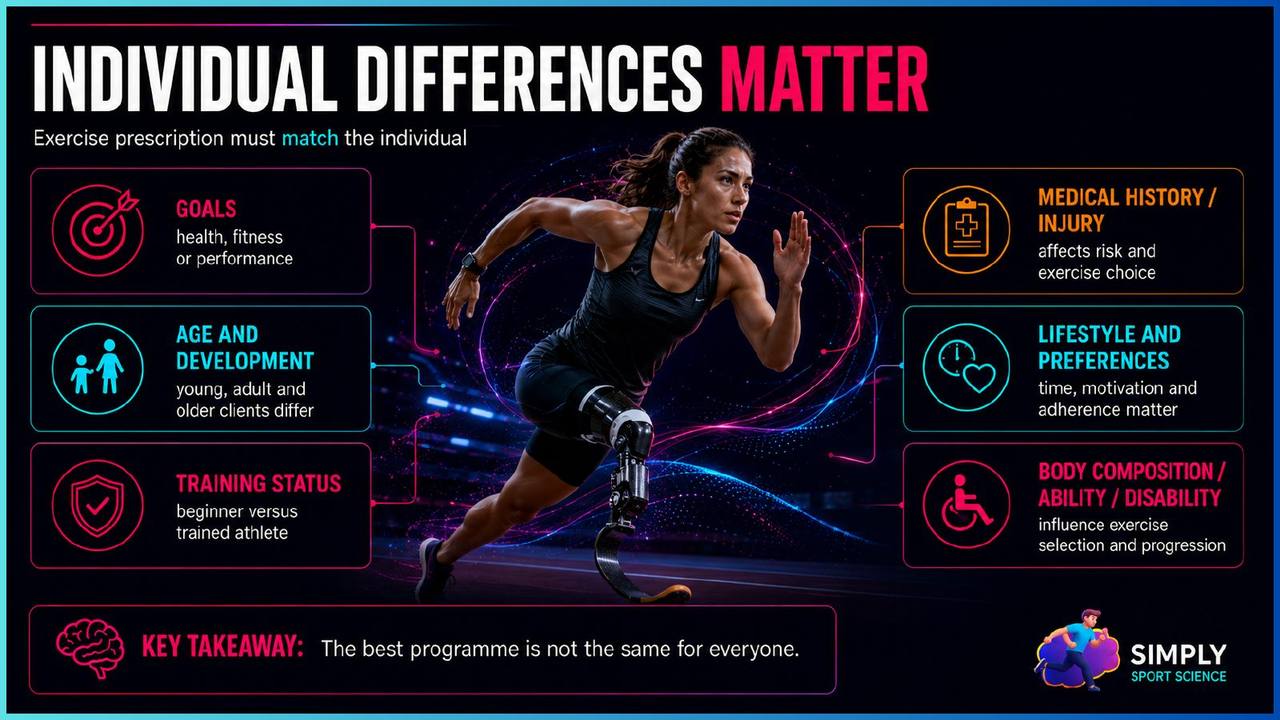 INDIVIDUAL DIFFERENCES MATTER
Exercise prescription must match the individual
GOALS
health, fitness
or performance
AGE AND
DEVELOPMENT
young, adult and
older clients differ
TRAINING STATUS
beginner versus
trained athlete
MEDICAL HISTORY /
INJURY
affects risk and
exercise choice
LIFESTYLE AND
PREFERENCES
time, motivation and
adherence matter
BODY COMPOSITION /
ABILITY / DISABILITY
influence exercise
selection and progression
KEY TAKEAWAY: The best programme is not the same for everyone.
SIMPLY
SPORT SCIENCE